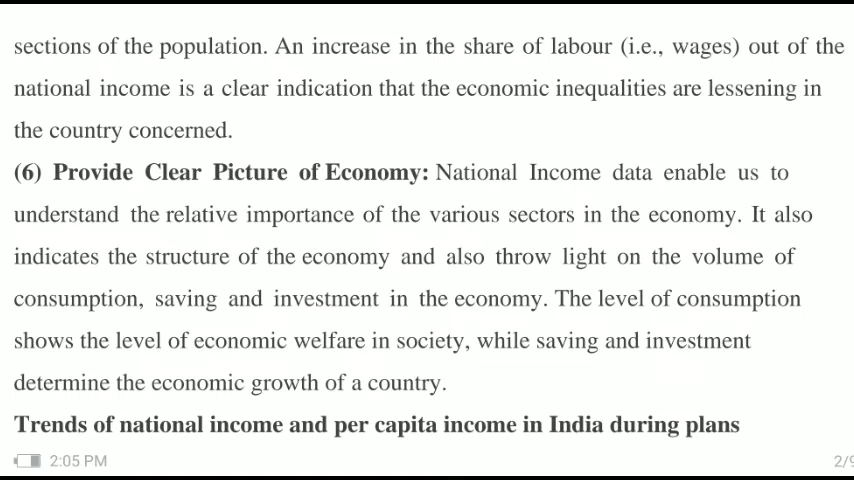 sections of the population. An increase in the share of labour (i.e., wages) out of the
national income is a clear indication that the economic inequalities are lessening in
the country concerned.
(6) Provide Clear Picture of Economy: National Income data enable us to
understand the relative importance of the various sectors in the economy. It also
indicates the structure of the economy and also throw light on the volume of
consumption, saving and investment in the economy. The level of consumption
shows the level of economic welfare in society, while saving and investment
determine the economic growth of a country.
Trends of national income and per capita income in India during plans
2:05 PM 2/9